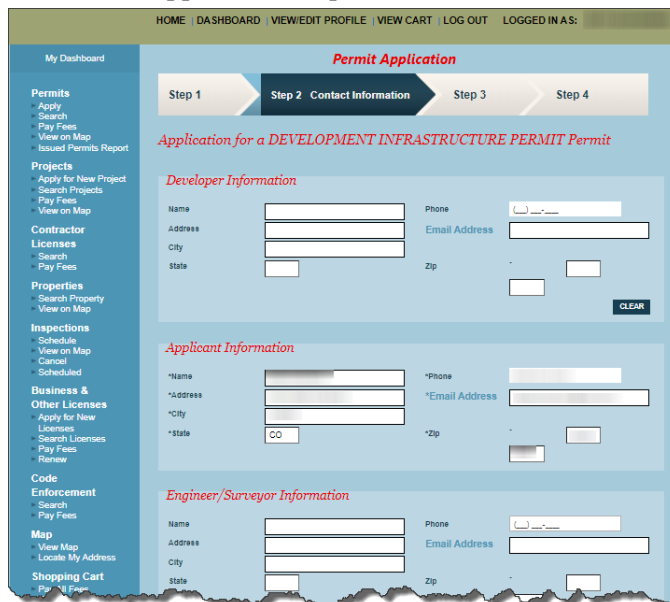 HOME | DASHBOARD | VIEW/EDIT PROFILE | VIEW CART | LOG OUT LOGGED IN AS:
My Dashboard
Permits
Apply
Search
Pay Fees
View on Map
Issued Permits Report
Projects
Apply for New Project
Search Projects
Pay Fees
View on Map
Contractor
Licenses
Search
Pay Fees
Properties
Search Property
View on Map
Inspections
Schedule
View on Map
Cancel
Scheduled
Business &
Other Licenses
Apply for New
Licenses
Search Licenses
Pay Fees
Renew
Code
Enforcement
Search
Pay Fees
Map
View Map
Locate My Address
Shopping Cart
Pay All Fees
Permit Application
Step 1 Step 2 Contact Information Step 3 Step 4
Application for a DEVELOPMENT INFRASTRUCTURE PERMIT Permit
Developer Information
Name Phone (__) __-___
Address Email Address
City
State Zip -
CLEAR
Applicant Information
*Name *Phone
*Address *Email Address
*City
*State CO *Zip -
Engineer/Surveyor Information
Name Phone (__) __-___
Address Email Address
City
State Zip -